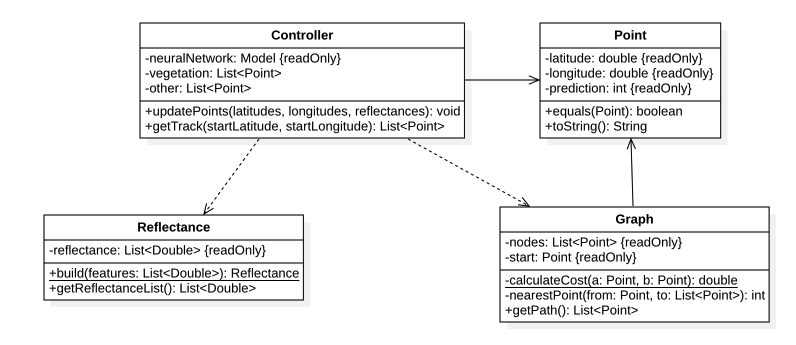 Controller
-neuralNetwork: Model {readOnly}
-vegetation: List<Point>
-other: List<Point>
+updatePoints(latitudes, longitudes, reflectances): void
+getTrack(startLatitude, startLongitude): List<Point>
Point
-latitude: double {readOnly}
-longitude: double {readOnly}
-prediction: int {readOnly}
+equals(Point): boolean
+toString(): String
Reflectance
-reflectance: List<Double> {readOnly}
+build(features: List<Double>): Reflectance
+getReflectanceList(): List<Double>
Graph
-nodes: List<Point> {readOnly}
-start: Point {readOnly}
-calculateCost(a: Point, b: Point): double
-nearestPoint(from: Point, to: List<Point>): int
+getPath(): List<Point>